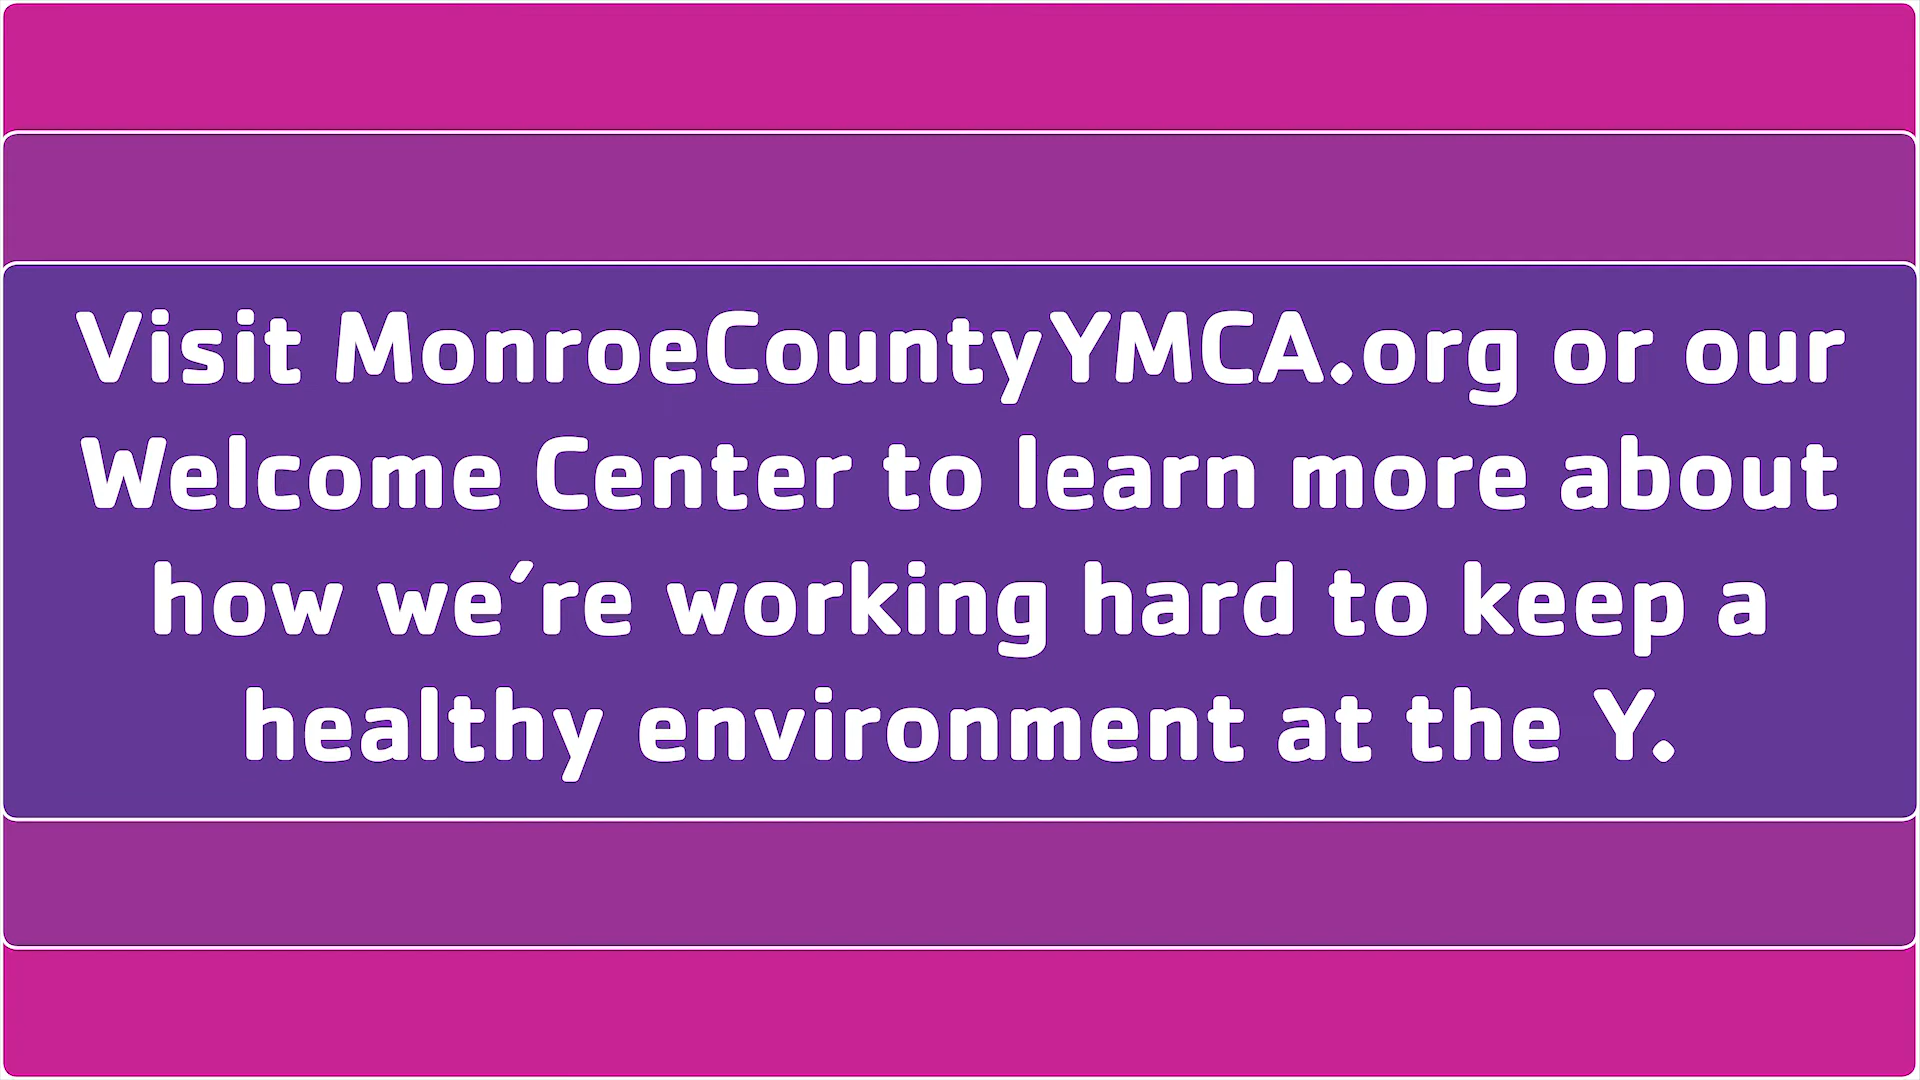 Visit MonroeCountyYMCA.org or our
Welcome Center to learn more about
how we’re working hard to keep a
healthy environment at the Y.